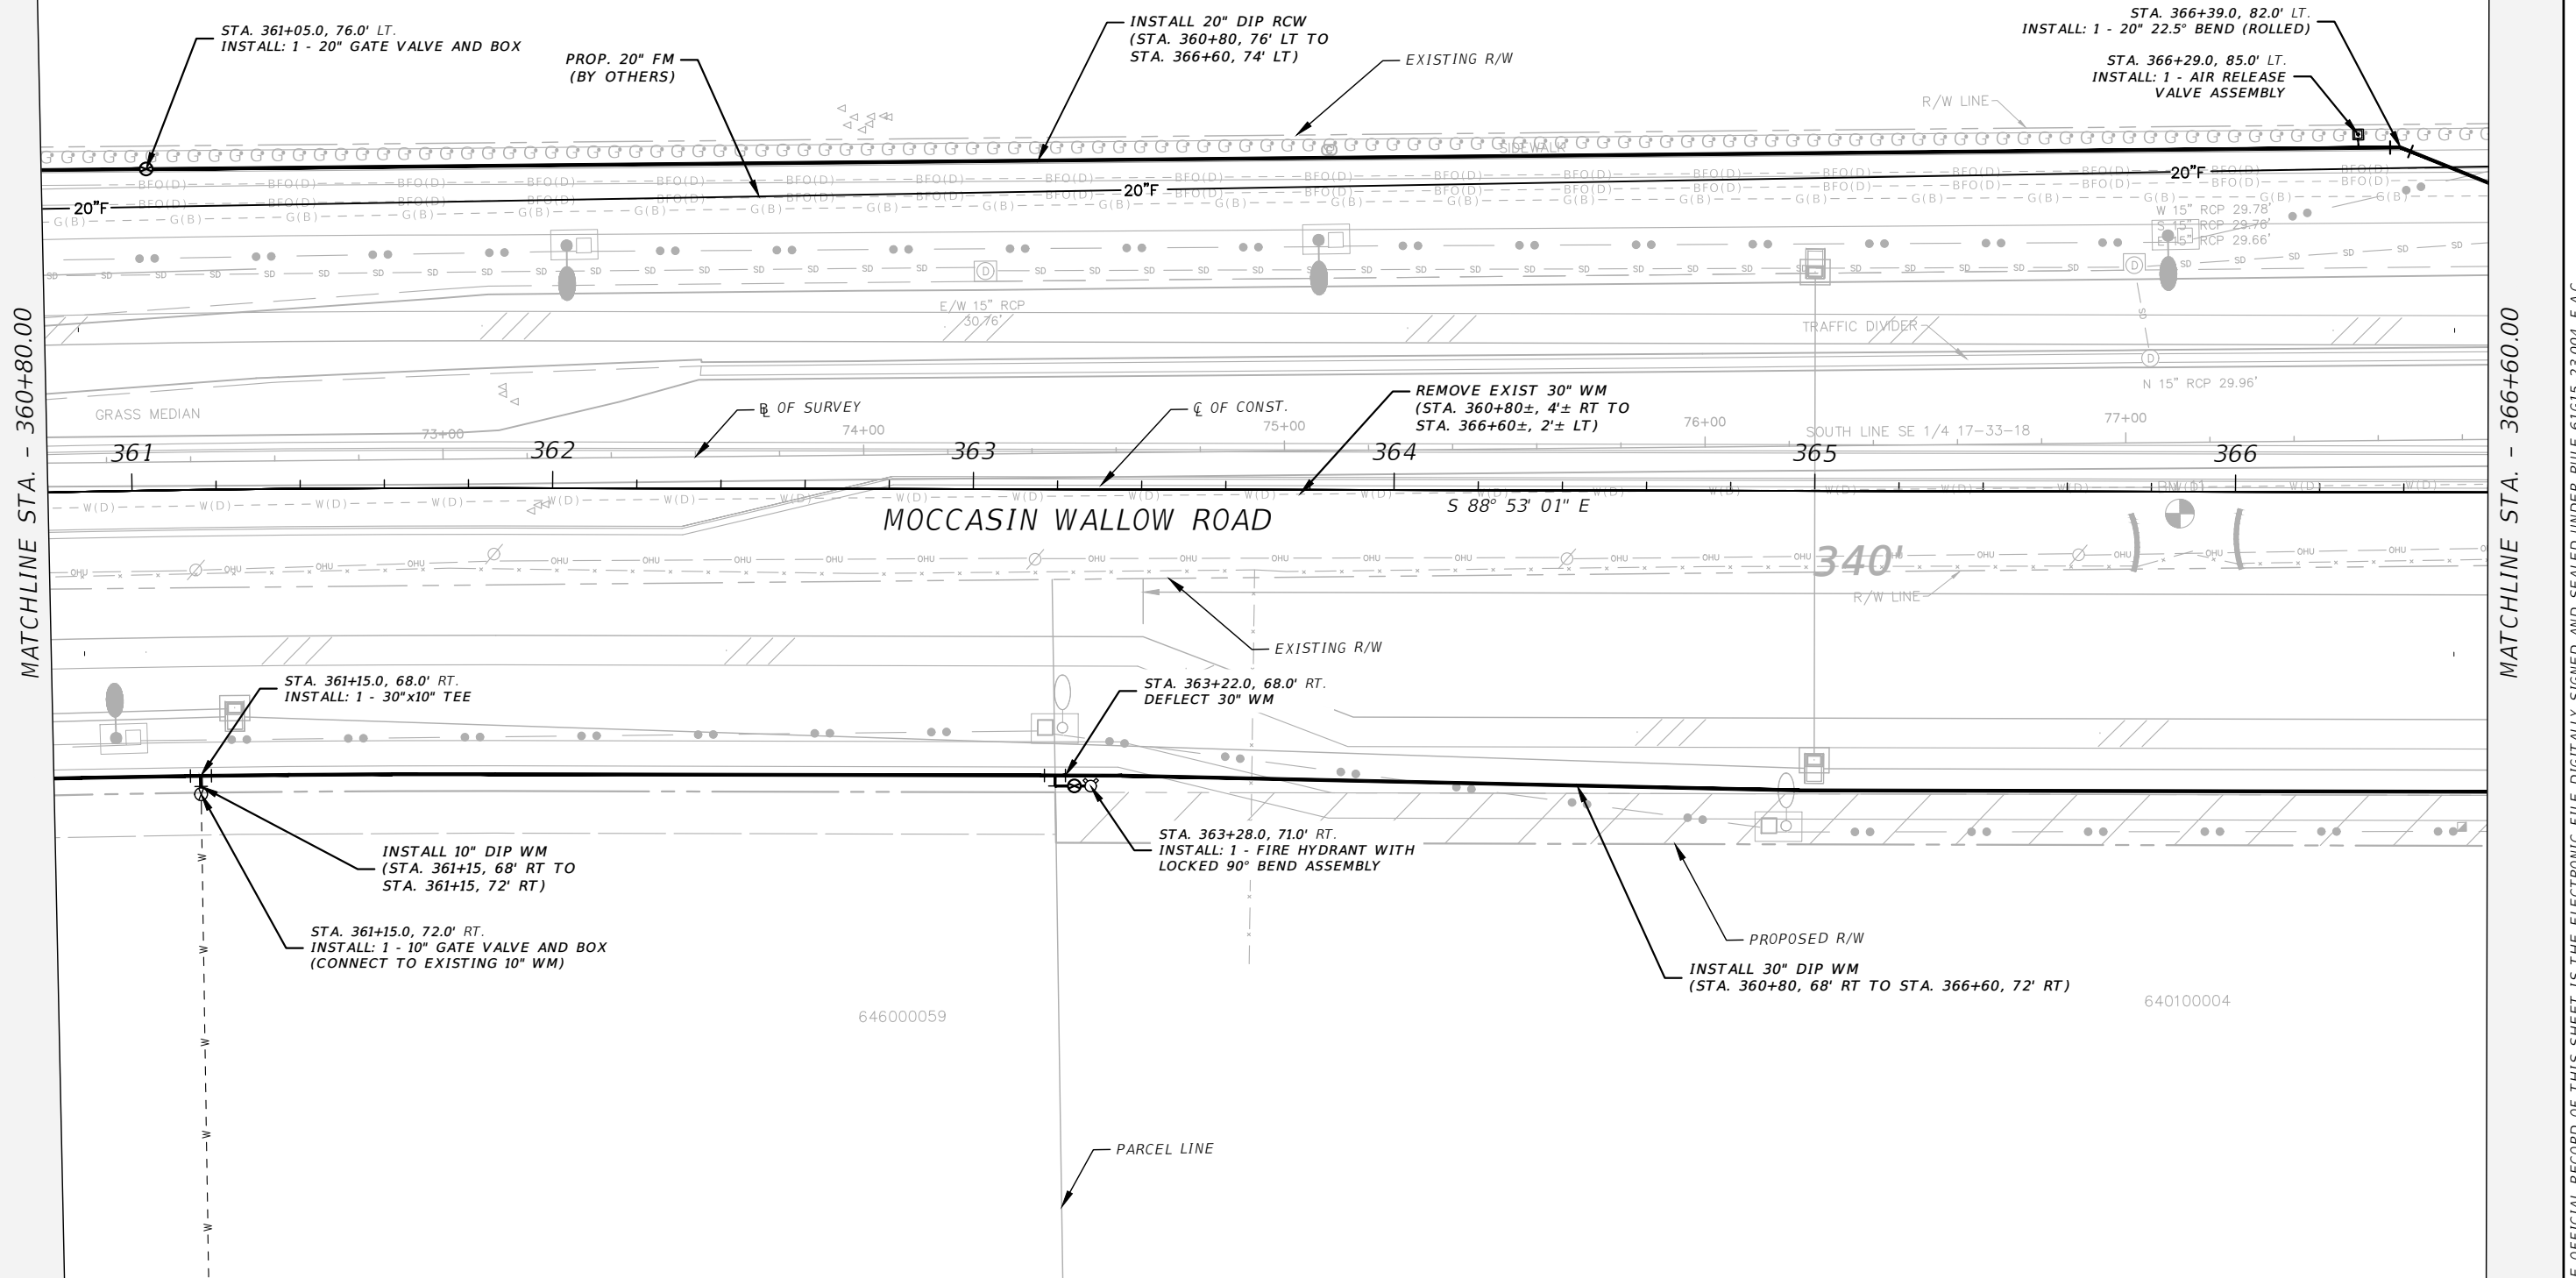 STA. 361+05.0, 76.0' LT.
INSTALL: 1 - 20" GATE VALVE AND BOX
PROP. 20" FM
(BY OTHERS)
INSTALL 20" DIP RCW
(STA. 360+80, 76' LT TO
STA. 366+60, 74' LT)
EXISTING R/W
STA. 366+39.0, 82.0' LT.
INSTALL: 1 - 20" 22.5° BEND (ROLLED)
STA. 366+29.0, 85.0' LT.
INSTALL: 1 - AIR RELEASE
VALVE ASSEMBLY
R/W LINE
SIDEWALK
20"F
20"F
20"F
W 15" RCP 29.78'
S 15" RCP 29.76'
E 15" RCP 29.66'
E/W 15" RCP
30.76'
TRAFFIC DIVIDER
N 15" RCP 29.96'
GRASS MEDIAN
℄ OF CONST.
OF SURVEY
REMOVE EXIST 30" WM
(STA. 360+80±, 4'± RT TO
STA. 366+60±, 2'± LT)
73+00
74+00
75+00
76+00
77+00
SOUTH LINE SE 1/4 17-33-18
361
362
363
364
365
366
MATCHLINE STA. - 360+80.00
MATCHLINE STA. - 366+60.00
MOCCASIN WALLOW ROAD
S 88° 53' 01" E
340'
R/W LINE
EXISTING R/W
STA. 361+15.0, 68.0' RT.
INSTALL: 1 - 30"x10" TEE
STA. 363+22.0, 68.0' RT.
DEFLECT 30" WM
INSTALL 10" DIP WM
(STA. 361+15, 68' RT TO
STA. 361+15, 72' RT)
STA. 363+28.0, 71.0' RT.
INSTALL: 1 - FIRE HYDRANT WITH
LOCKED 90° BEND ASSEMBLY
STA. 361+15.0, 72.0' RT.
INSTALL: 1 - 10" GATE VALVE AND BOX
(CONNECT TO EXISTING 10" WM)
PROPOSED R/W
INSTALL 30" DIP WM
(STA. 360+80, 68' RT TO STA. 366+60, 72' RT)
646000059
640100004
PARCEL LINE